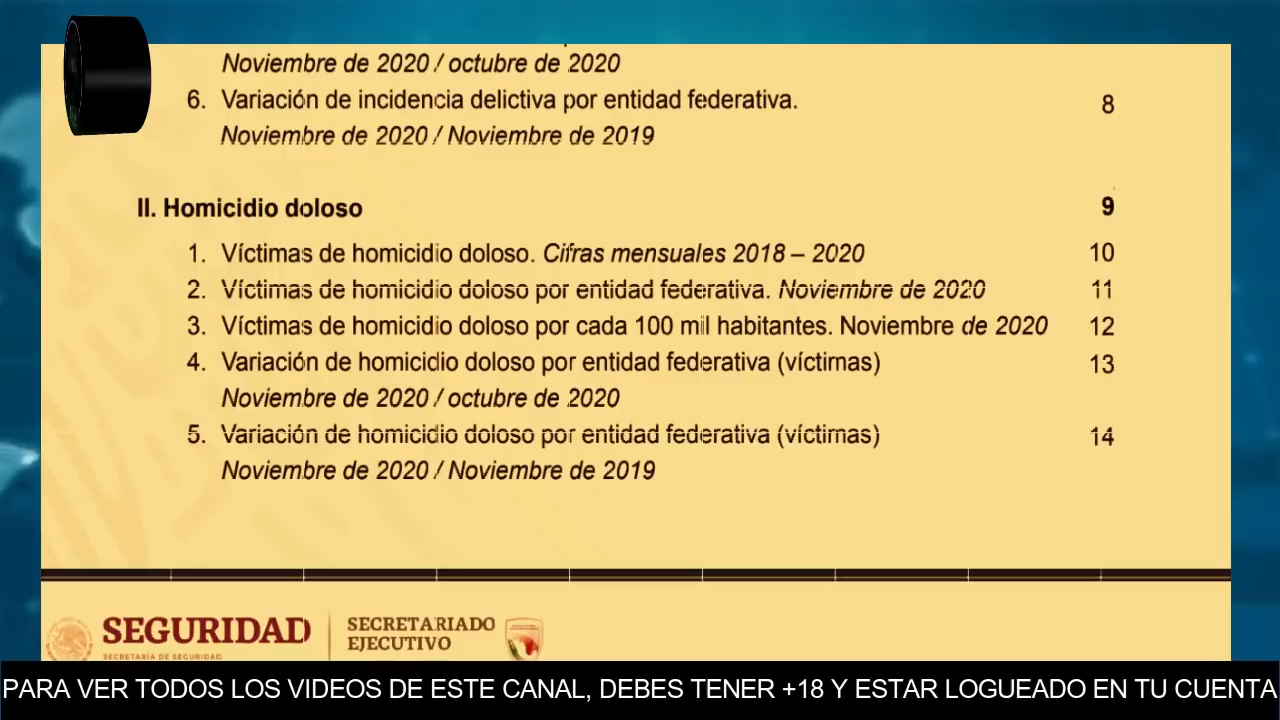 Noviembre de 2020 / octubre de 2020
6. Variación de incidencia delictiva por entidad federativa. 8
Noviembre de 2020 / Noviembre de 2019
II. Homicidio doloso 9
1. Víctimas de homicidio doloso. Cifras mensuales 2018 – 2020 10
2. Víctimas de homicidio doloso por entidad federativa. Noviembre de 2020 11
3. Víctimas de homicidio doloso por cada 100 mil habitantes. Noviembre de 2020 12
4. Variación de homicidio doloso por entidad federativa (víctimas) 13
Noviembre de 2020 / octubre de 2020
5. Variación de homicidio doloso por entidad federativa (víctimas) 14
Noviembre de 2020 / Noviembre de 2019
SEGURIDAD
SECRETARÍA DE SEGURIDAD
SECRETARIADO
EJECUTIVO
PARA VER TODOS LOS VIDEOS DE ESTE CANAL, DEBES TENER +18 Y ESTAR LOGUEADO EN TU CUENTA